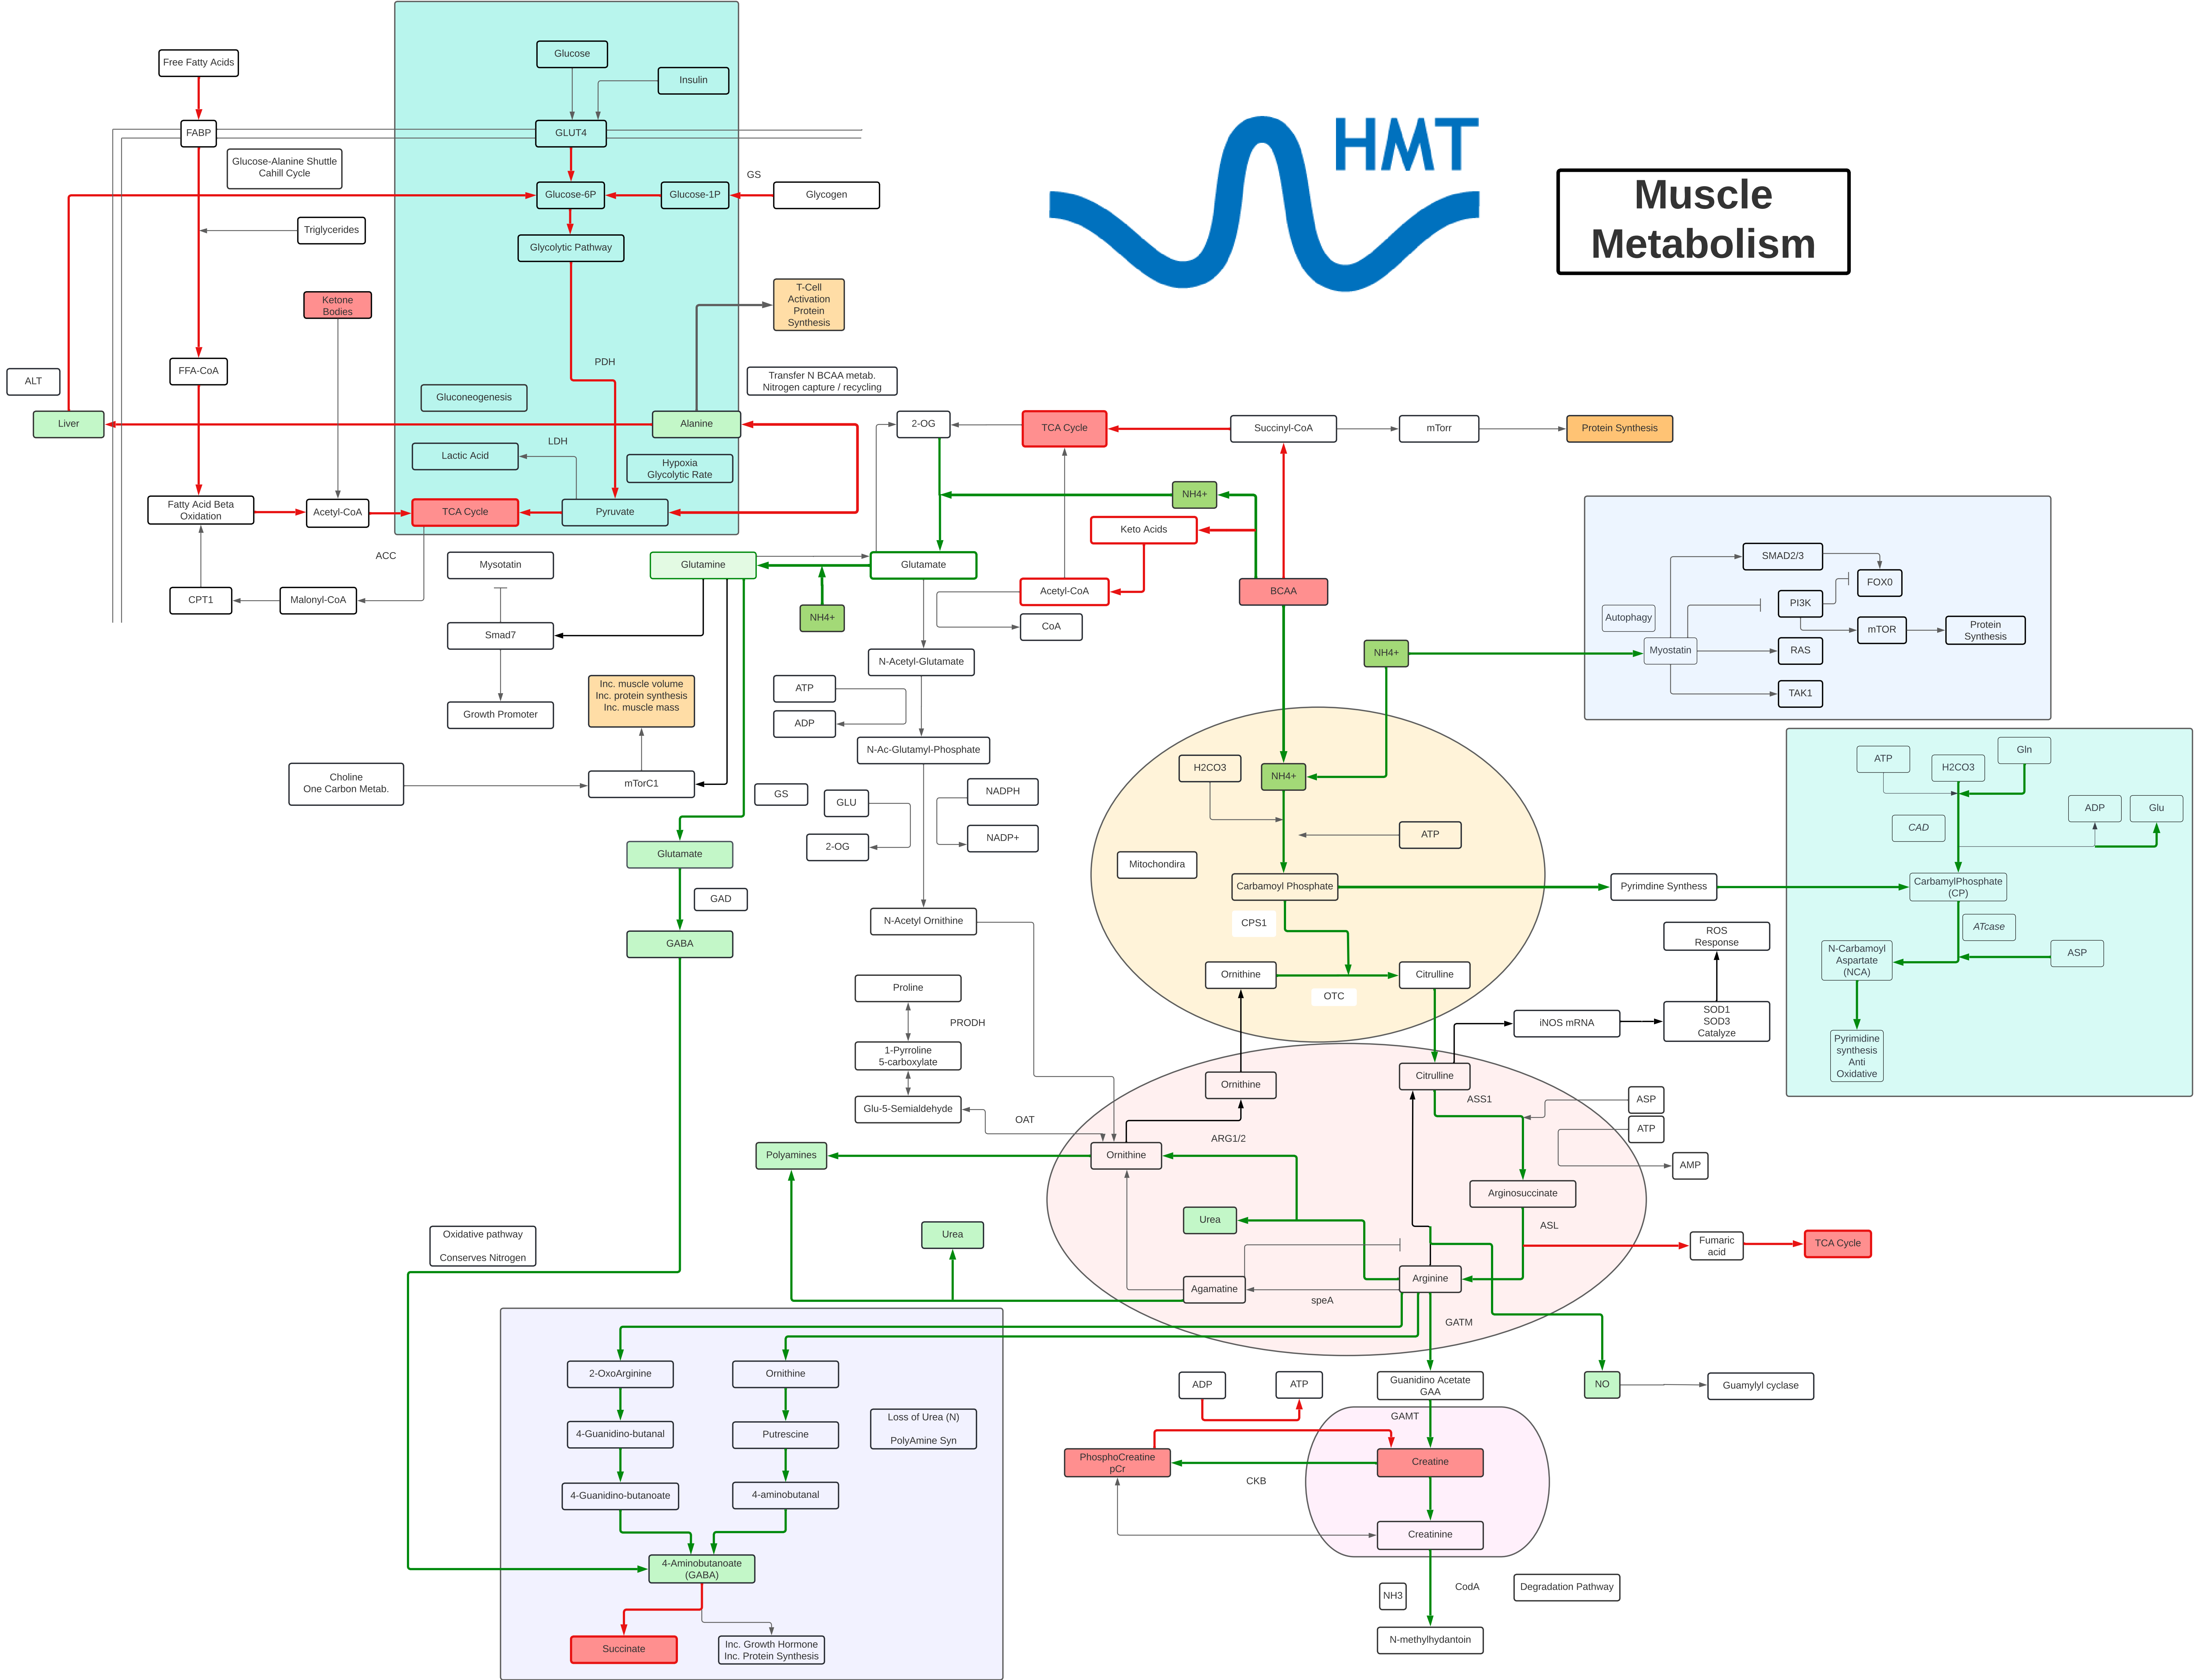 HMT
Muscle
Metabolism
Free Fatty Acids
Glucose
Insulin
FABP
GLUT4
Glucose-Alanine Shuttle
Cahill Cycle
GS
Glucose-6P
Glucose-1P
Glycogen
Triglycerides
Glycolytic Pathway
Ketone
Bodies
T-Cell
Activation
Protein
Synthesis
PDH
FFA-CoA
ALT
Transfer N BCAA metab.
Nitrogen capture / recycling
Gluconeogenesis
Liver
Alanine
2-OG
TCA Cycle
Succinyl-CoA
mTorr
Protein Synthesis
LDH
Lactic Acid
Hypoxia
Glycolytic Rate
NH4+
Fatty Acid Beta
Oxidation
Acetyl-CoA
TCA Cycle
Pyruvate
Keto Acids
ACC
Mysotatin
Glutamine
Glutamate
SMAD2/3
FOX0
CPT1
Malonyl-CoA
Acetyl-CoA
BCAA
PI3K
NH4+
CoA
Autophagy
mTOR
Protein
Synthesis
Smad7
N-Acetyl-Glutamate
NH4+
Myostatin
RAS
Inc. muscle volume
Inc. protein synthesis
Inc. muscle mass
ATP
TAK1
Growth Promoter
ADP
N-Ac-Glutamyl-Phosphate
Gln
ATP
H2CO3
H2CO3
NH4+
Choline
One Carbon Metab.
mTorC1
GS
GLU
NADPH
ADP
Glu
2-OG
NADP+
ATP
CAD
Glutamate
Mitochondira
Carbamoyl Phosphate
Pyrimdine Synthess
CarbamylPhosphate
(CP)
GAD
N-Acetyl Ornithine
CPS1
ATcase
GABA
ROS
Response
N-Carbamoyl
Aspartate
(NCA)
ASP
Ornithine
Citrulline
OTC
Proline
PRODH
iNOS mRNA
SOD1
SOD3
Catalyze
Pyrimidine
synthesis
Anti
Oxidative
1-Pyrroline
5-carboxylate
Ornithine
Citrulline
ASS1
ASP
Glu-5-Semialdehyde
OAT
ATP
ARG1/2
Polyamines
Ornithine
AMP
Arginosuccinate
Urea
Urea
ASL
Oxidative pathway
Conserves Nitrogen
Fumaric
acid
TCA Cycle
Agamatine
Arginine
speA
GATM
2-OxoArginine
Ornithine
ADP
ATP
Guanidino Acetate
GAA
NO
Guamylyl cyclase
Loss of Urea (N)
PolyAmine Syn
GAMT
4-Guanidino-butanal
Putrescine
PhosphoCreatine
pCr
Creatine
CKB
4-Guanidino-butanoate
4-aminobutanal
Creatinine
4-Aminobutanoate
(GABA)
NH3
CodA
Degradation Pathway
Succinate
Inc. Growth Hormone
Inc. Protein Synthesis
N-methylhydantoin